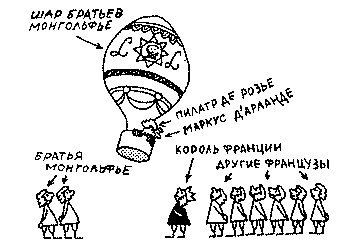 ШАР БРАТЬЕВ
МОНГОЛЬФЬЕ
L L
ПИЛАТР ДЕ РОЗЬЕ
МАРКУС Д'АРЛАНДЕ
БРАТЬЯ
МОНГОЛЬФЬЕ
КОРОЛЬ ФРАНЦИИ
ДРУГИЕ ФРАНЦУЗЫ